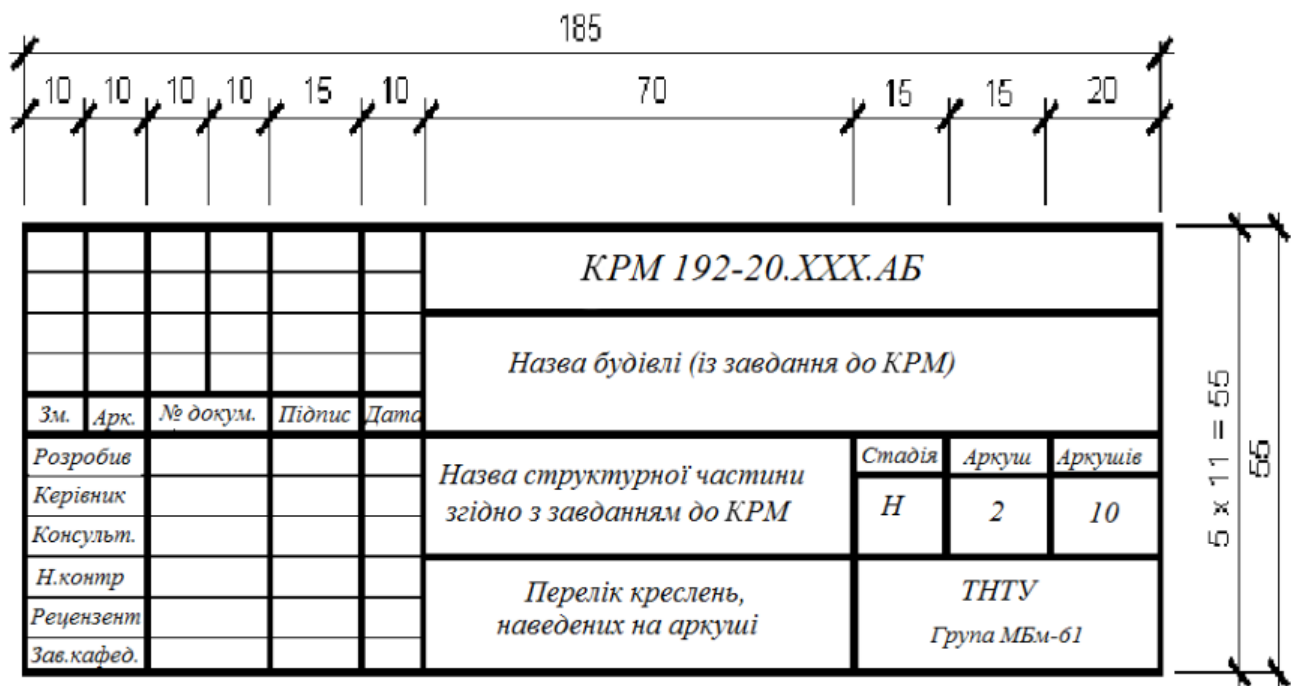 185
10 10 10 10 15 10 70 15 15 20
КРМ 192-20.ХХХ.АБ
Назва будівлі (із завдання до КРМ)
Зм. Арк. № докум. Підпис Дата
Розробив
Керівник
Консульт.
Н.контр
Рецензент
Зав.кафед.
Назва структурної частини
згідно з завданням до КРМ
Стадія Аркуш Аркушів
Н 2 10
Перелік креслень,
наведених на аркуші
ТНТУ
Група МБм-61
5 x 11 = 55
55